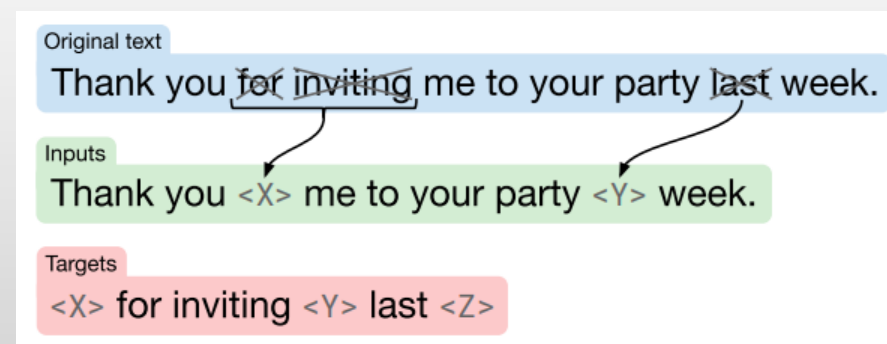 Original text
Thank you for inviting me to your party last week.
Inputs
Thank you <X> me to your party <Y> week.
Targets
<X> for inviting <Y> last <Z>